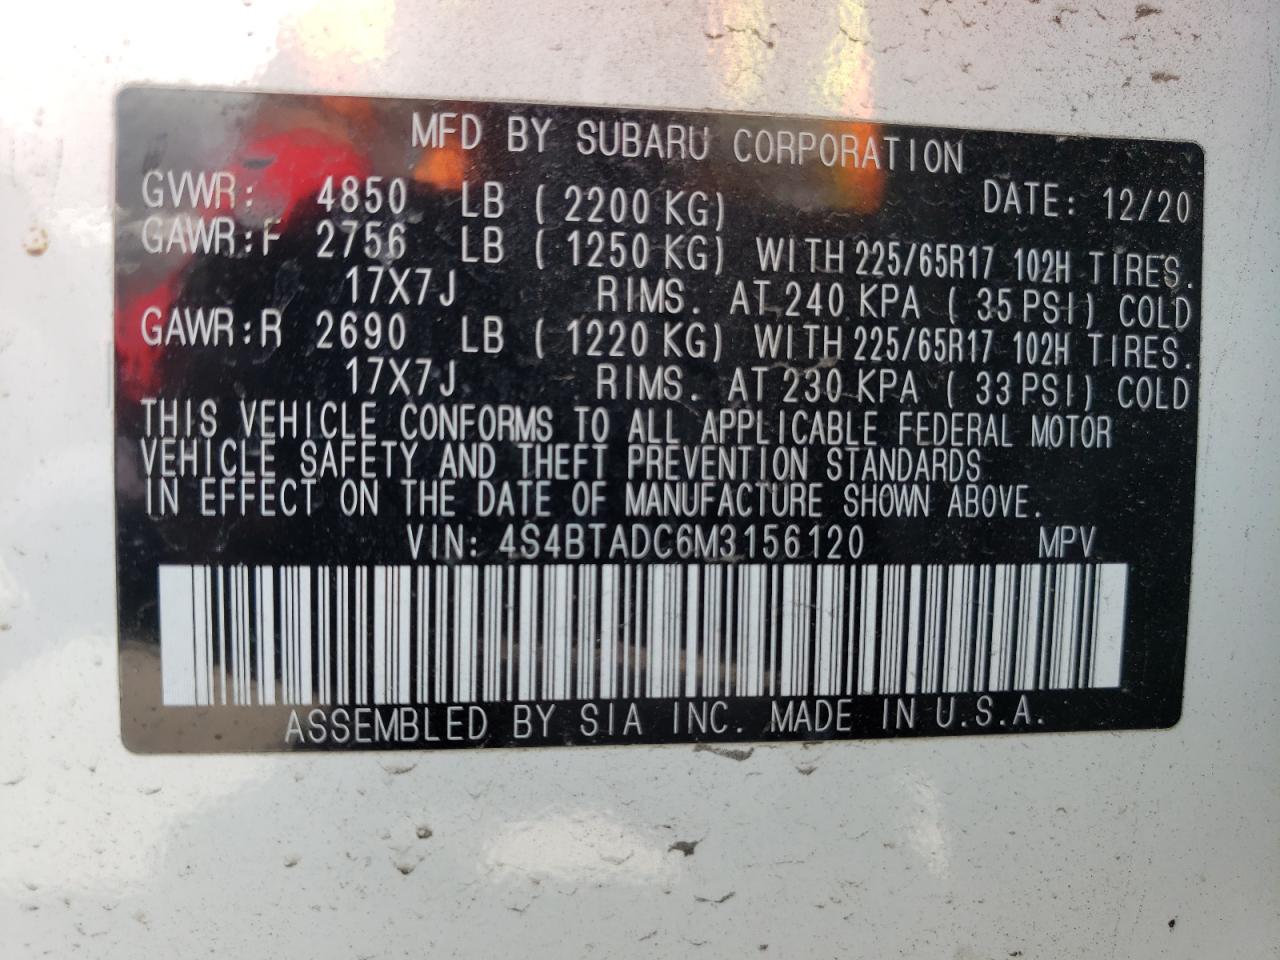 MFD BY SUBARU CORPORATION
GVWR: 4850 LB ( 2200 KG) DATE: 12/20
GAWR:F 2756 LB ( 1250 KG) WITH 225/65R17 102H TIRES.
17X7J RIMS. AT 240 KPA ( 35 PSI) COLD
GAWR:R 2690 LB ( 1220 KG) WITH 225/65R17 102H TIRES.
17X7J RIMS. AT 230 KPA ( 33 PSI) COLD
THIS VEHICLE CONFORMS TO ALL APPLICABLE FEDERAL MOTOR
VEHICLE SAFETY AND THEFT PREVENTION STANDARDS
IN EFFECT ON THE DATE OF MANUFACTURE SHOWN ABOVE.
VIN: 4S4BTADC6M3156120 MPV
ASSEMBLED BY SIA INC. MADE IN U.S.A.